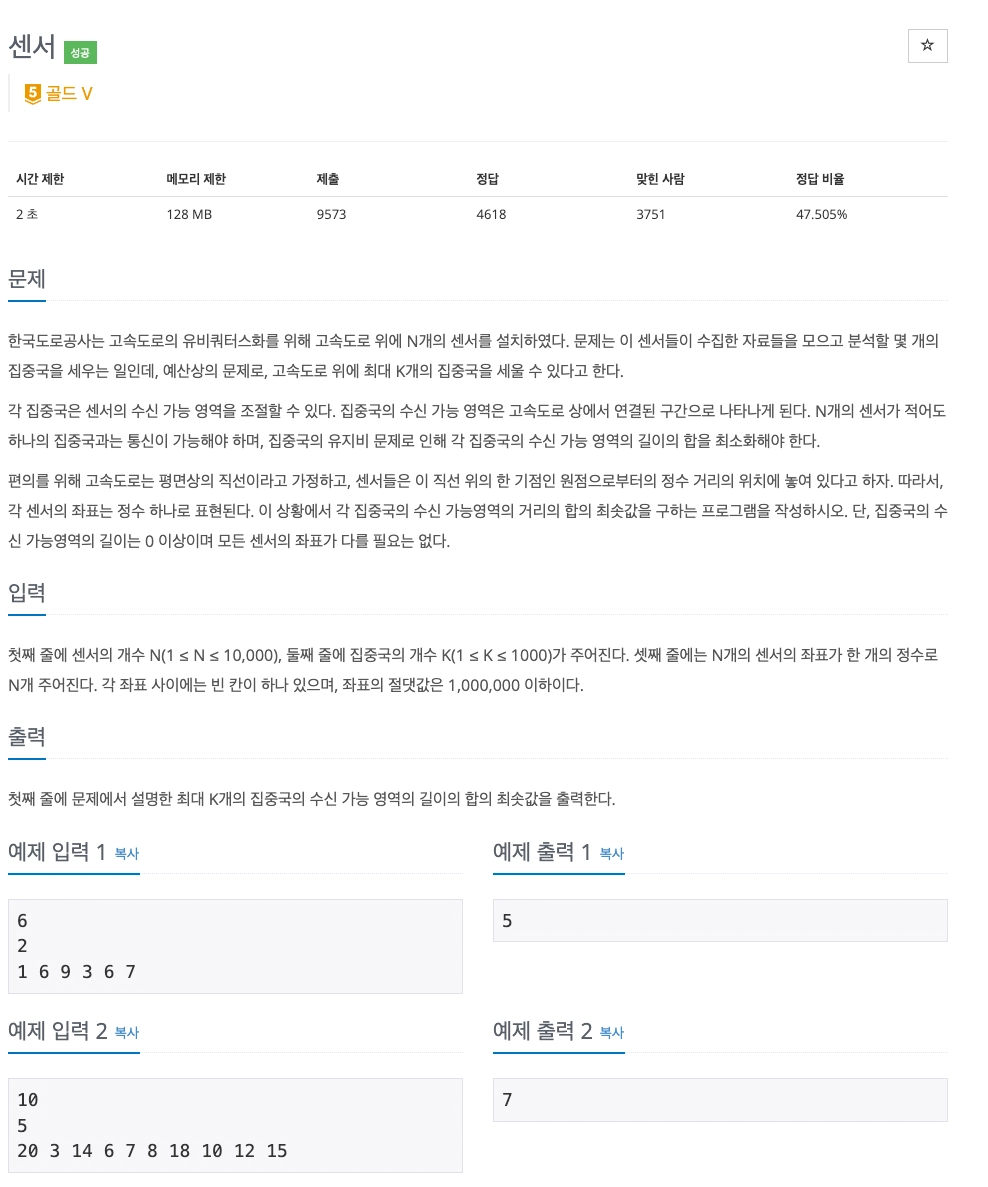 센서 성공
☆
5 골드 V
시간 제한 메모리 제한 제출 정답 맞힌 사람 정답 비율
2 초 128 MB 9573 4618 3751 47.505%
문제
한국도로공사는 고속도로의 유비쿼터스화를 위해 고속도로 위에 N개의 센서를 설치하였다. 문제는 이 센서들이 수집한 자료들을 모으고 분석할 몇 개의
집중국을 세우는 일인데, 예산상의 문제로, 고속도로 위에 최대 K개의 집중국을 세울 수 있다고 한다.
각 집중국은 센서의 수신 가능 영역을 조절할 수 있다. 집중국의 수신 가능 영역은 고속도로 상에서 연결된 구간으로 나타나게 된다. N개의 센서가 적어도
하나의 집중국과는 통신이 가능해야 하며, 집중국의 유지비 문제로 인해 각 집중국의 수신 가능 영역의 길이의 합을 최소화해야 한다.
편의를 위해 고속도로는 평면상의 직선이라고 가정하고, 센서들은 이 직선 위의 한 기점인 원점으로부터의 정수 거리의 위치에 놓여 있다고 하자. 따라서,
각 센서의 좌표는 정수 하나로 표현된다. 이 상황에서 각 집중국의 수신 가능영역의 거리의 합의 최솟값을 구하는 프로그램을 작성하시오. 단, 집중국의 수
신 가능영역의 길이는 0 이상이며 모든 센서의 좌표가 다를 필요는 없다.
입력
첫째 줄에 센서의 개수 N(1 ≤ N ≤ 10,000), 둘째 줄에 집중국의 개수 K(1 ≤ K ≤ 1000)가 주어진다. 셋째 줄에는 N개의 센서의 좌표가 한 개의 정수로
N개 주어진다. 각 좌표 사이에는 빈 칸이 하나 있으며, 좌표의 절댓값은 1,000,000 이하이다.
출력
첫째 줄에 문제에서 설명한 최대 K개의 집중국의 수신 가능 영역의 길이의 합의 최솟값을 출력한다.
예제 입력 1 복사
6
2
1 6 9 3 6 7
예제 출력 1 복사
5
예제 입력 2 복사
10
5
20 3 14 6 7 8 18 10 12 15
예제 출력 2 복사
7